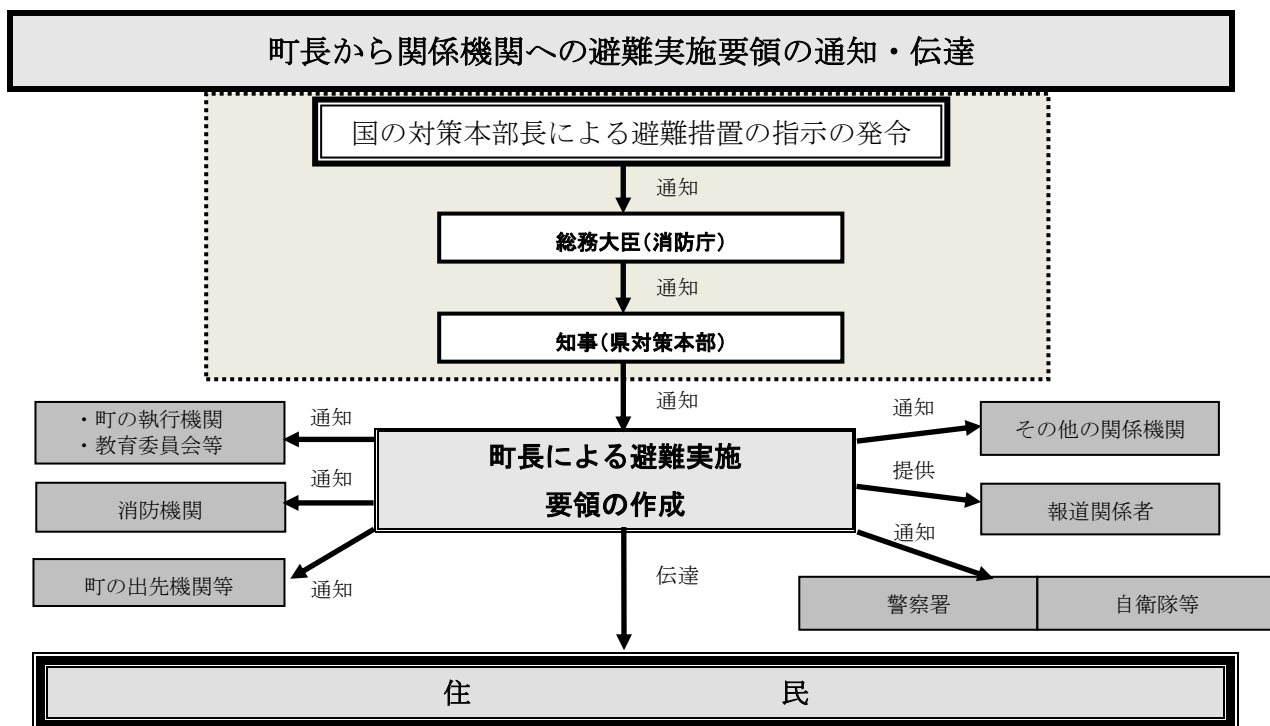 町長から関係機関への避難実施要領の通知・伝達
国の対策本部長による避難措置の指示の発令
通知
総務大臣(消防庁)
通知
知事(県対策本部)
通知
・町の執行機関
・教育委員会等
通知
消防機関
通知
町の出先機関等
通知
町長による避難実施
要領の作成
通知
その他の関係機関
提供
報道関係者
通知
警察署
自衛隊等
伝達
住 民